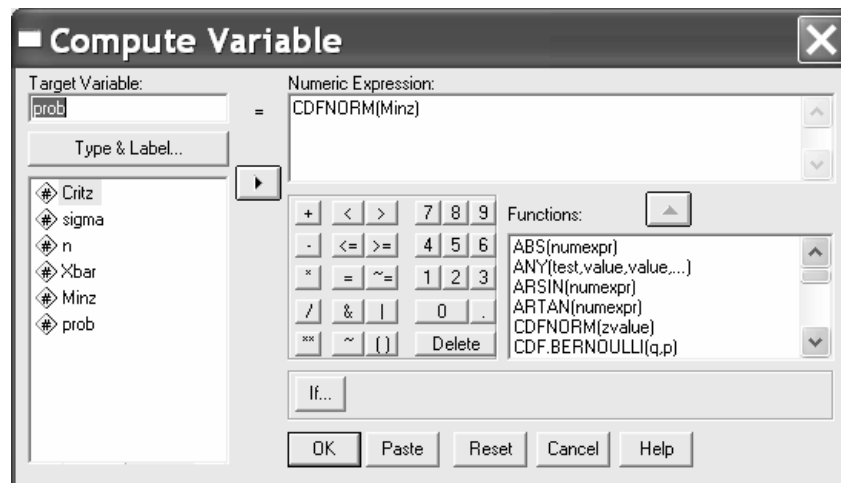 Compute Variable
Target Variable:
prob
=
Numeric Expression:
CDFNORM(Minz)
Type & Label...
Critz
sigma
n
Xbar
Minz
prob
+ < > 7 8 9
- <= >= 4 5 6
* = ~= 1 2 3
/ & | 0 .
** ~ () Delete
Functions:
ABS(numexpr)
ANY(test,value,value,...)
ARSIN(numexpr)
ARTAN(numexpr)
CDFNORM(zvalue)
CDF.BERNOULLI(q,p)
If...
OK Paste Reset Cancel Help